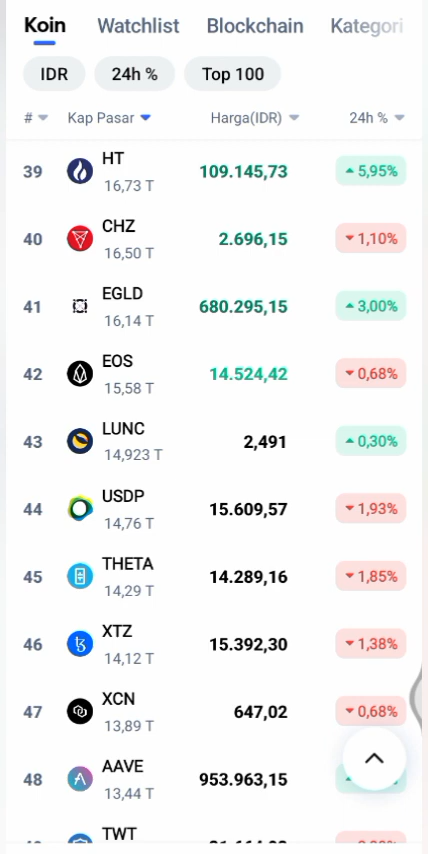 Koin Watchlist Blockchain Kategori
IDR 24h % Top 100
# Kap Pasar Harga(IDR) 24h %
39 HT 109.145,73 5,95%
16,73 T
40 CHZ 2.696,15 1,10%
16,50 T
41 EGLD 680.295,15 3,00%
16,14 T
42 EOS 14.524,42 0,68%
15,58 T
43 LUNC 2,491 0,30%
14,923 T
44 USDP 15.609,57 1,93%
14,76 T
45 THETA 14.289,16 1,85%
14,29 T
46 XTZ 15.392,30 1,38%
14,12 T
47 XCN 647,02 0,68%
13,89 T
48 AAVE 953.963,15
13,44 T
TWT